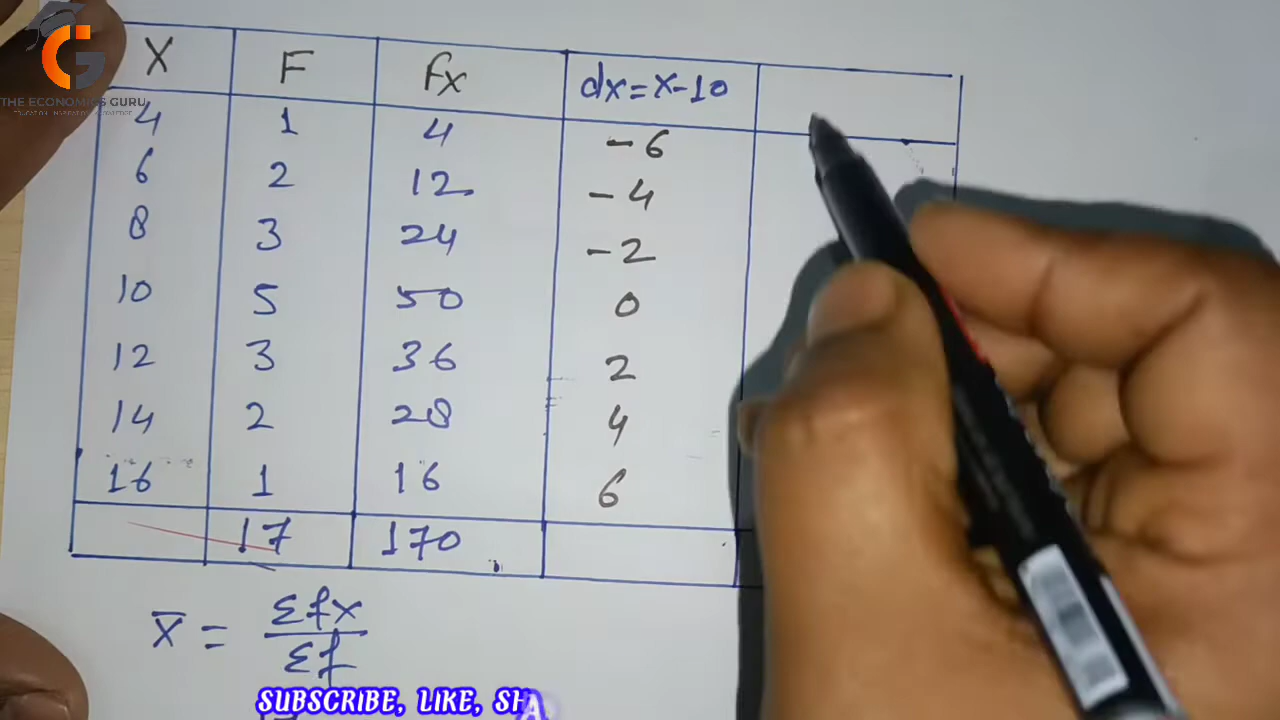 G
THE ECONOMICS GURU
X F fx dx=x-10
4 1 4 -6
6 2 12 -4
8 3 24 -2
10 5 50 0
12 3 36 2
14 2 28 4
16 1 16 6
17 170
x̄ = Σfx
Σf
SUBSCRIBE, LIKE, SHA